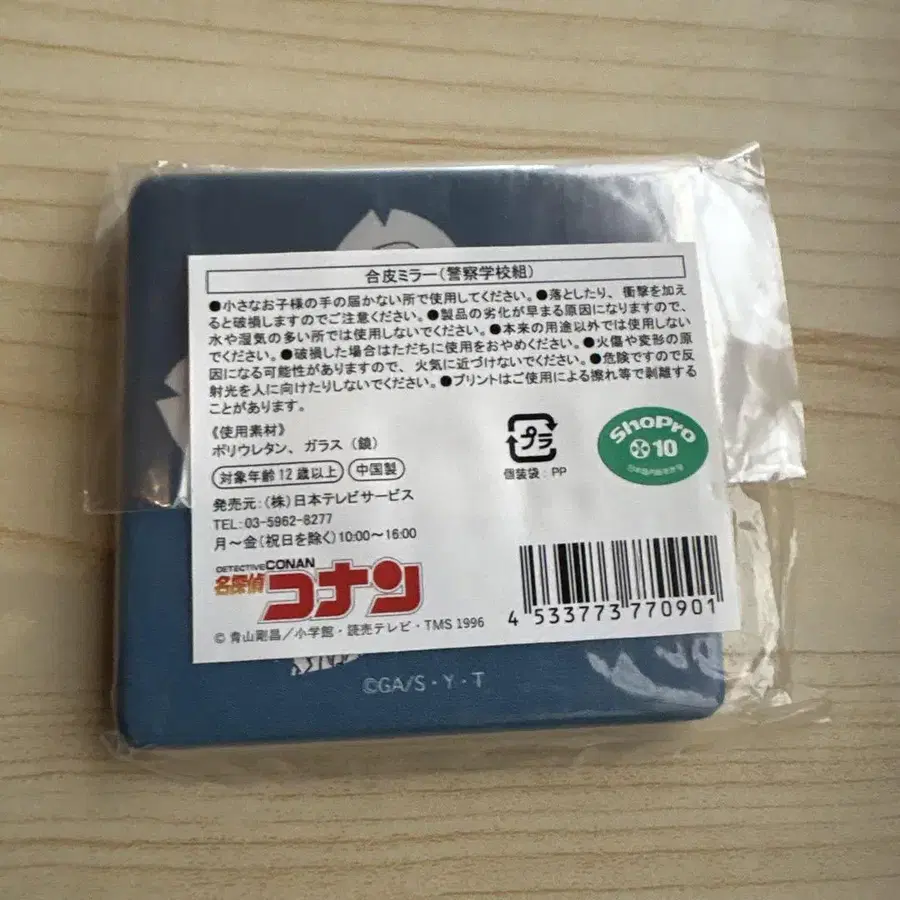 合皮ミラー(警察学校組)
●小さなお子様の手の届かない所で使用してください。●落としたり、衝撃を加え
ると破損しますのでご注意ください。●製品の劣化が早まる原因になりますので、
水や湿気の多い所では使用しないでください。●本来の用途以外では使用しない
でください。●破損した場合はただちに使用をおやめください。●火傷や変形の原
因になる可能性がありますので、火気に近づけないでください。●危険ですので反
射光を人に向けたりしないでください。●プリントはご使用による擦れ等で剥離する
ことがあります。
《使用素材》
ポリウレタン、ガラス(鏡)
対象年齢12歳以上 中国製
発売元:(株)日本テレビサービス
TEL:03-5962-8277
月〜金(祝日を除く)10:00〜16:00
プラ
個装袋:PP
ShoPro
10
DETECTIVE CONAN
名探偵コナン
©青山剛昌/小学館・読売テレビ・TMS 1996
4 533773 770901
©GA/S・Y・T